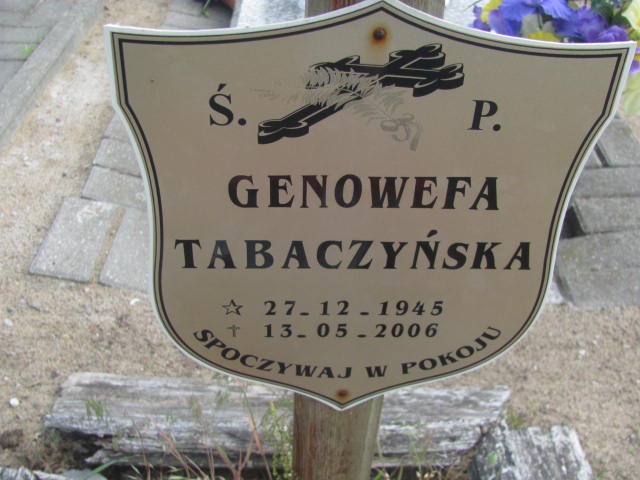 Ś. P.
GENOWEFA
TABACZYŃSKA
☆ 27-12-1945
† 13-05-2006
SPOCZYWAJ W POKOJU